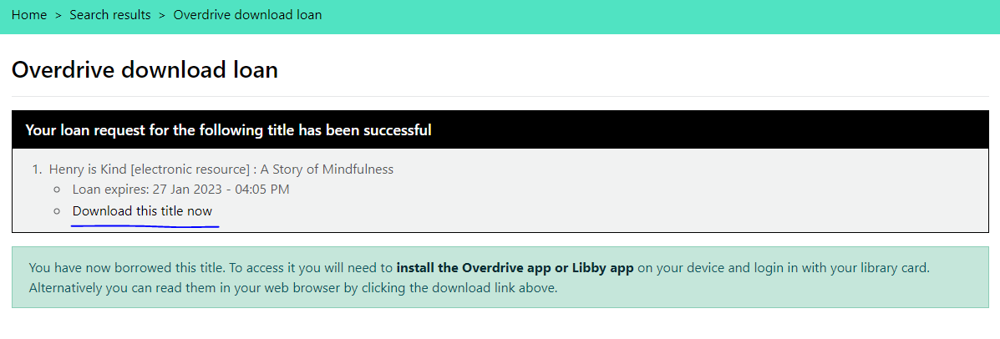 Home > Search results > Overdrive download loan
Overdrive download loan
Your loan request for the following title has been successful
1. Henry is Kind [electronic resource] : A Story of Mindfulness
Loan expires: 27 Jan 2023 - 04:05 PM
Download this title now
You have now borrowed this title. To access it you will need to install the Overdrive app or Libby app on your device and login in with your library card.
Alternatively you can read them in your web browser by clicking the download link above.